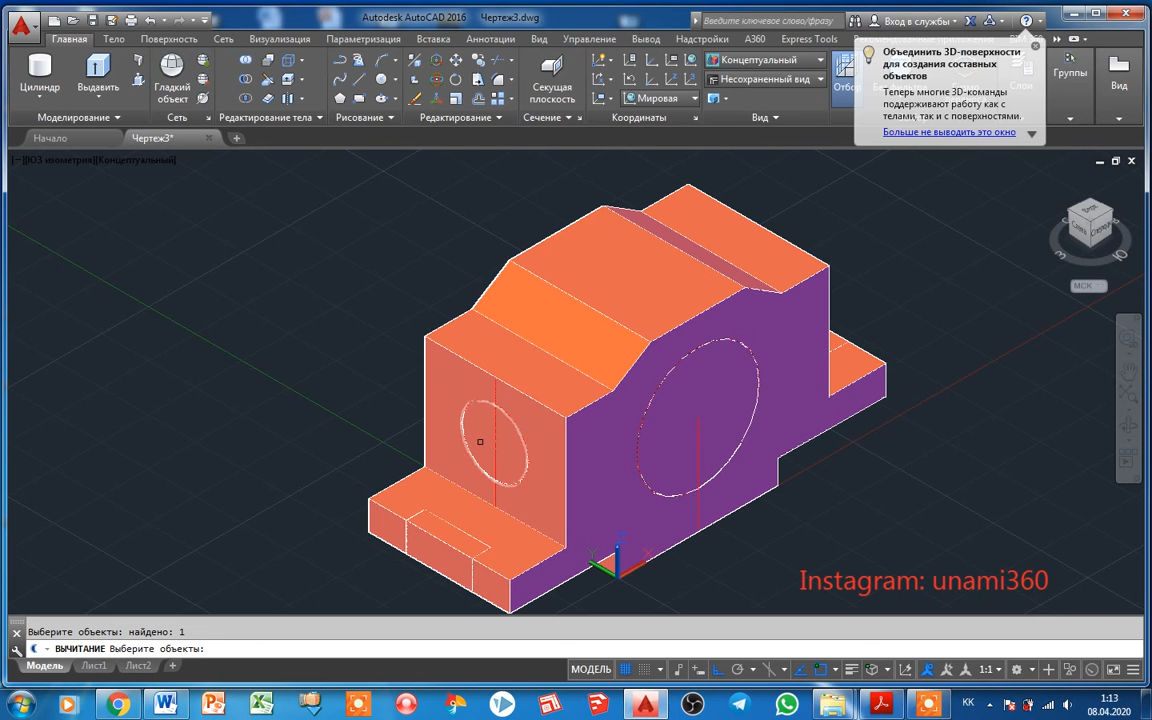 Autodesk AutoCAD 2016 Чертеж3.dwg
Введите ключевое слово/фразу
Вход в службы
Главная Тело Поверхность Сеть Визуализация Параметризация Вставка Аннотации Вид Управление Вывод Надстройки A360 Express Tools
Цилиндр
Выдавить
Гладкий
объект
Секущая
плоскость
Концептуальный
Несохраненный вид
Мировая
Группы
Вид
Моделирование
Сеть
Редактирование тела
Рисование
Редактирование
Сечение
Координаты
Вид
Объединить 3D-поверхности
для создания составных
объектов
Теперь многие 3D-команды
поддерживают работу как с
телами, так и с поверхностями.
Больше не выводить это окно
Начало
Чертеж3*
[−][ЮЗ изометрия][Концептуальный]
МСК
Z
Y
X
Instagram: unami360
Выберите объекты: найдено: 1
ВЫЧИТАНИЕ Выберите объекты:
Модель Лист1 Лист2
МОДЕЛЬ
1:1
KK
1:13
08.04.2020